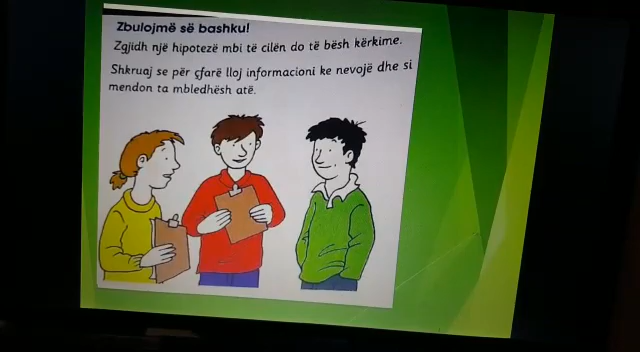 Zbulojmë së bashku!
Zgjidh një hipotezë mbi të cilën do të bësh kërkime.
Shkruaj se për çfarë lloj informacioni ke nevojë dhe si
mendon ta mbledhësh atë.